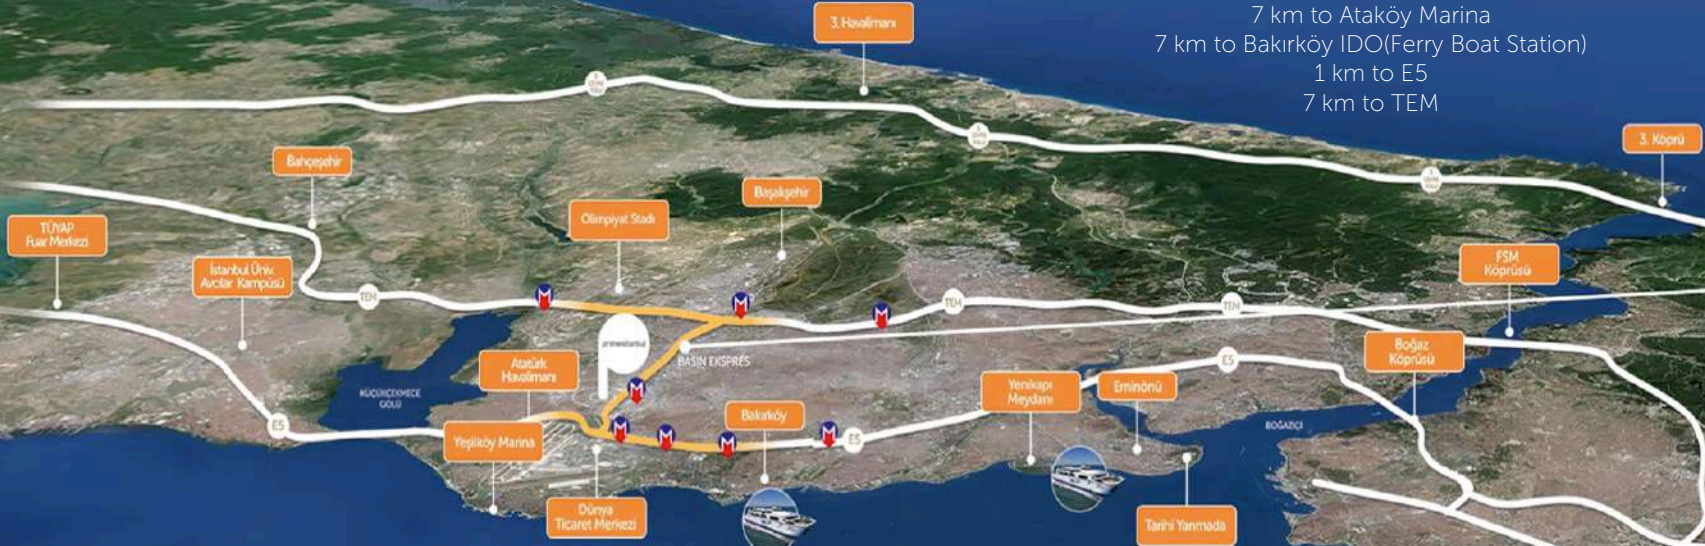 7 km to Ataköy Marina
7 km to Bakırköy IDO(Ferry Boat Station)
1 km to E5
7 km to TEM
3. Havalimanı
3. Köprü
Bahçeşehir
Başakşehir
Olimpiyat Stadı
TÜYAP
Fuar Merkezi
İstanbul Üniv.
Avcılar Kampüsü
FSM
Köprüsü
TEM
TEM
TEM
primeistanbul
BASIN EKSPRES
Atatürk
Havalimanı
Boğaz
Köprüsü
E5
KÜÇÜKÇEKMECE
GÖLÜ
Yenikapı
Meydanı
Eminönü
Bakırköy
BOĞAZİÇİ
E5
E5
Yeşilköy Marina
Dünya
Ticaret Merkezi
Tarihi Yarımada
M
M
M
M
M
M
M
M